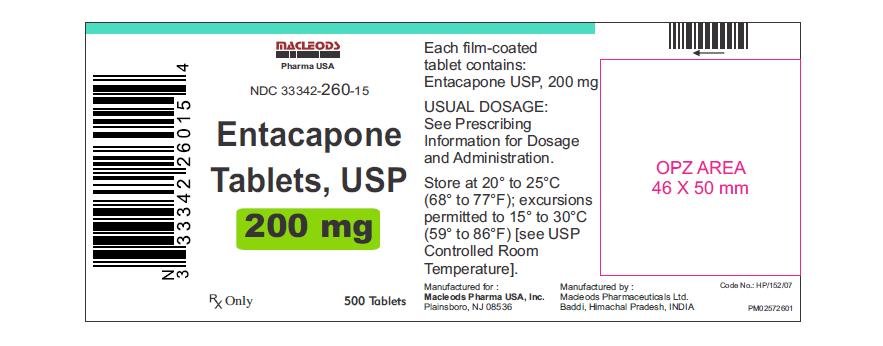 MACLEODS
Pharma USA
NDC 33342-260-15
Entacapone
Tablets, USP
200 mg
Rx Only
500 Tablets
N
3 33342 26015 4
Each film-coated
tablet contains:
Entacapone USP, 200 mg
USUAL DOSAGE:
See Prescribing
Information for Dosage
and Administration.
Store at 20° to 25°C
(68° to 77°F); excursions
permitted to 15° to 30°C
(59° to 86°F) [see USP
Controlled Room
Temperature].
Manufactured for :
Macleods Pharma USA, Inc.
Plainsboro, NJ 08536
Manufactured by :
Macleods Pharmaceuticals Ltd.
Baddi, Himachal Pradesh, INDIA
OPZ AREA
46 X 50 mm
Code No.: HP/152/07
PM02572601